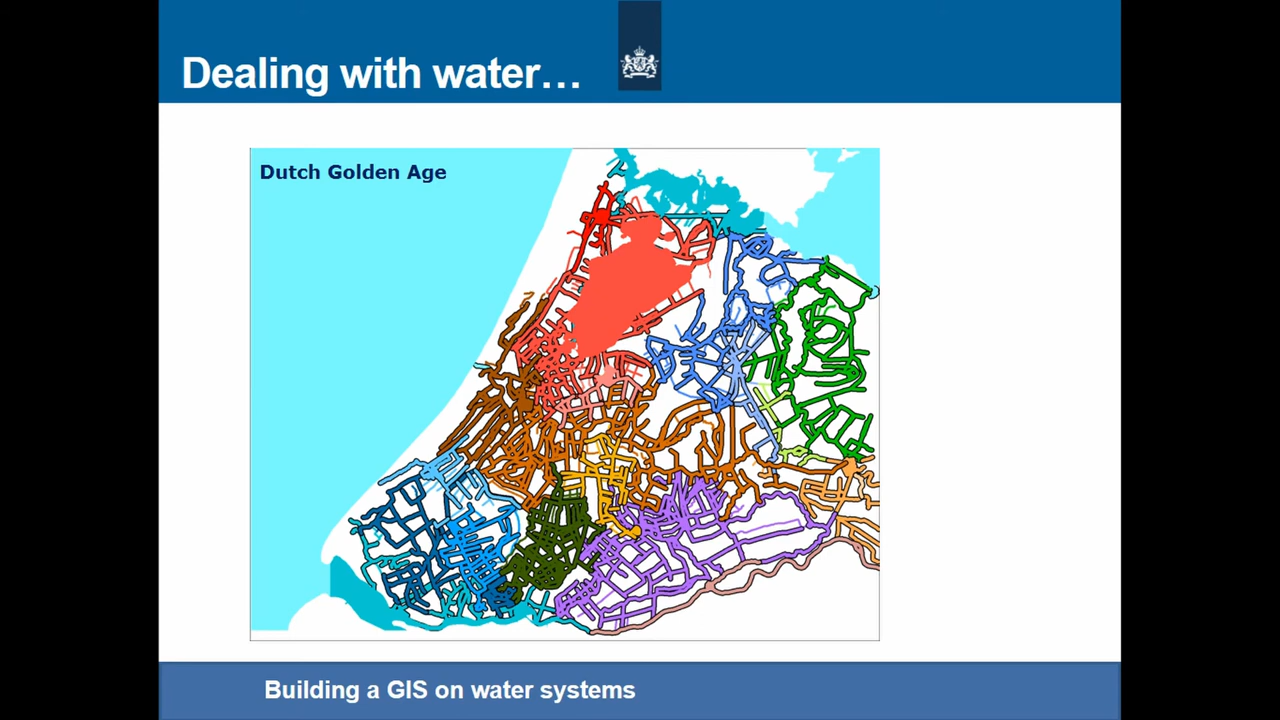 Dealing with water…
Dutch Golden Age
Building a GIS on water systems